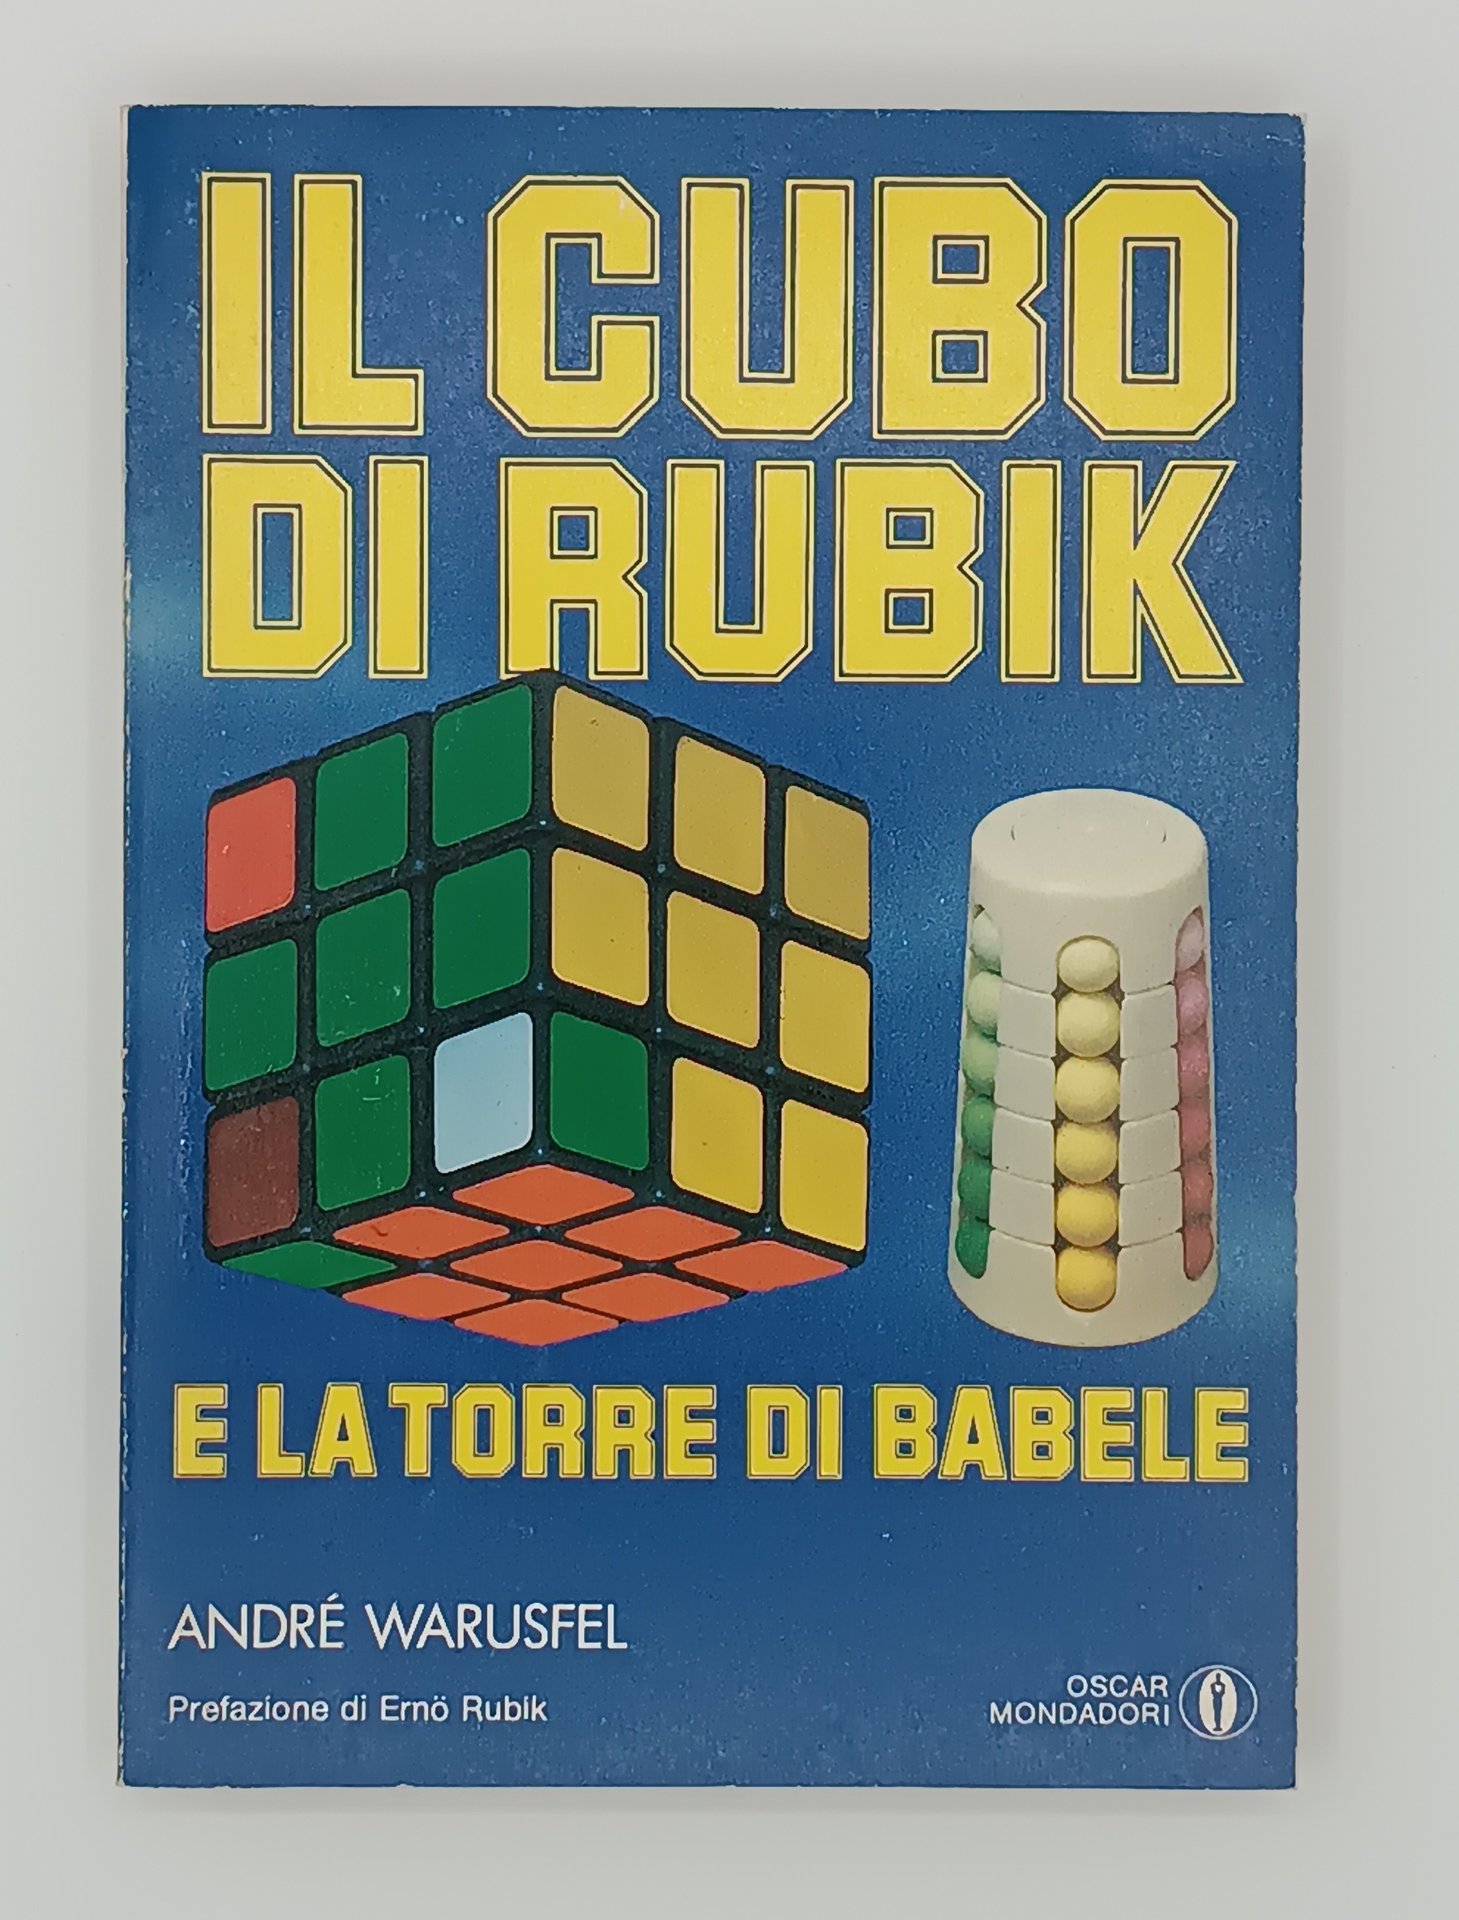 IL CUBO
DI RUBIK
E LA TORRE DI BABELE
ANDRÉ WARUSFEL
Prefazione di Ernö Rubik
OSCAR
MONDADORI